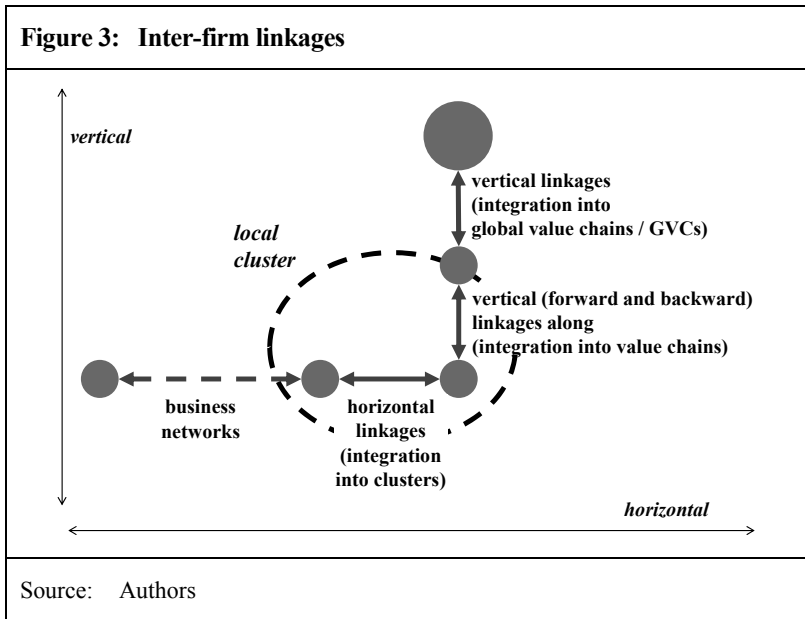 Figure 3: Inter-firm linkages
vertical
vertical linkages
(integration into
global value chains / GVCs)
local
cluster
vertical (forward and backward)
linkages along
(integration into value chains)
business
networks
horizontal
linkages
(integration
into clusters)
horizontal
Source: Authors